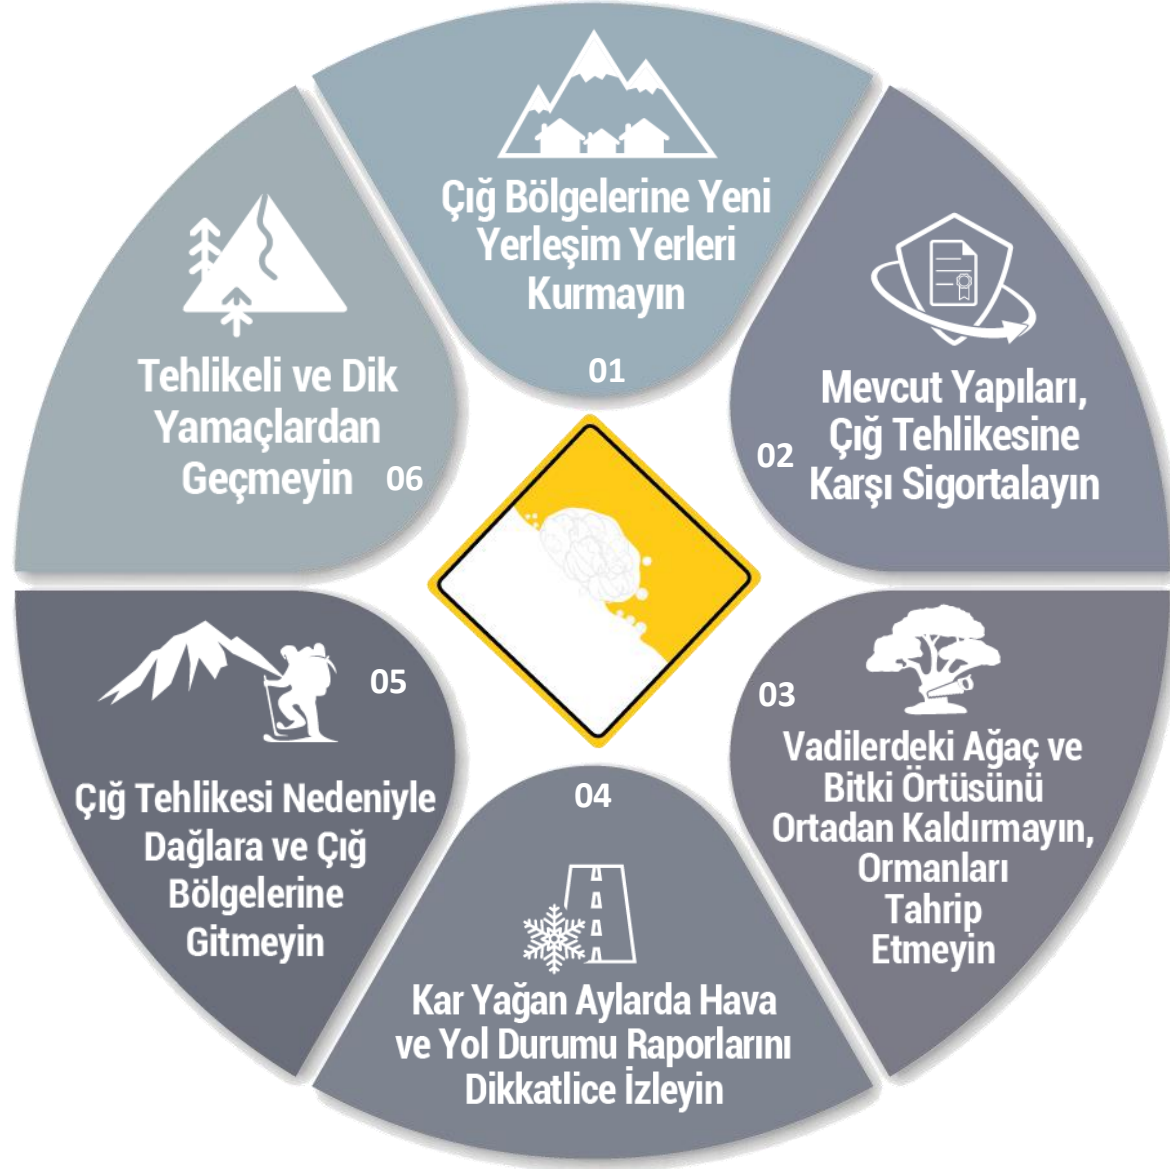 Çığ Bölgelerine Yeni
Yerleşim Yerleri
Kurmayın
01
Mevcut Yapıları,
Çığ Tehlikesine
Karşı Sigortalayın
02
03
Vadilerdeki Ağaç ve
Bitki Örtüsünü
Ortadan Kaldırmayın,
Ormanları
Tahrip
Etmeyin
04
Kar Yağan Aylarda Hava
ve Yol Durumu Raporlarını
Dikkatlice İzleyin
05
Çığ Tehlikesi Nedeniyle
Dağlara ve Çığ
Bölgelerine
Gitmeyin
Tehlikeli ve Dik
Yamaçlardan
Geçmeyin
06